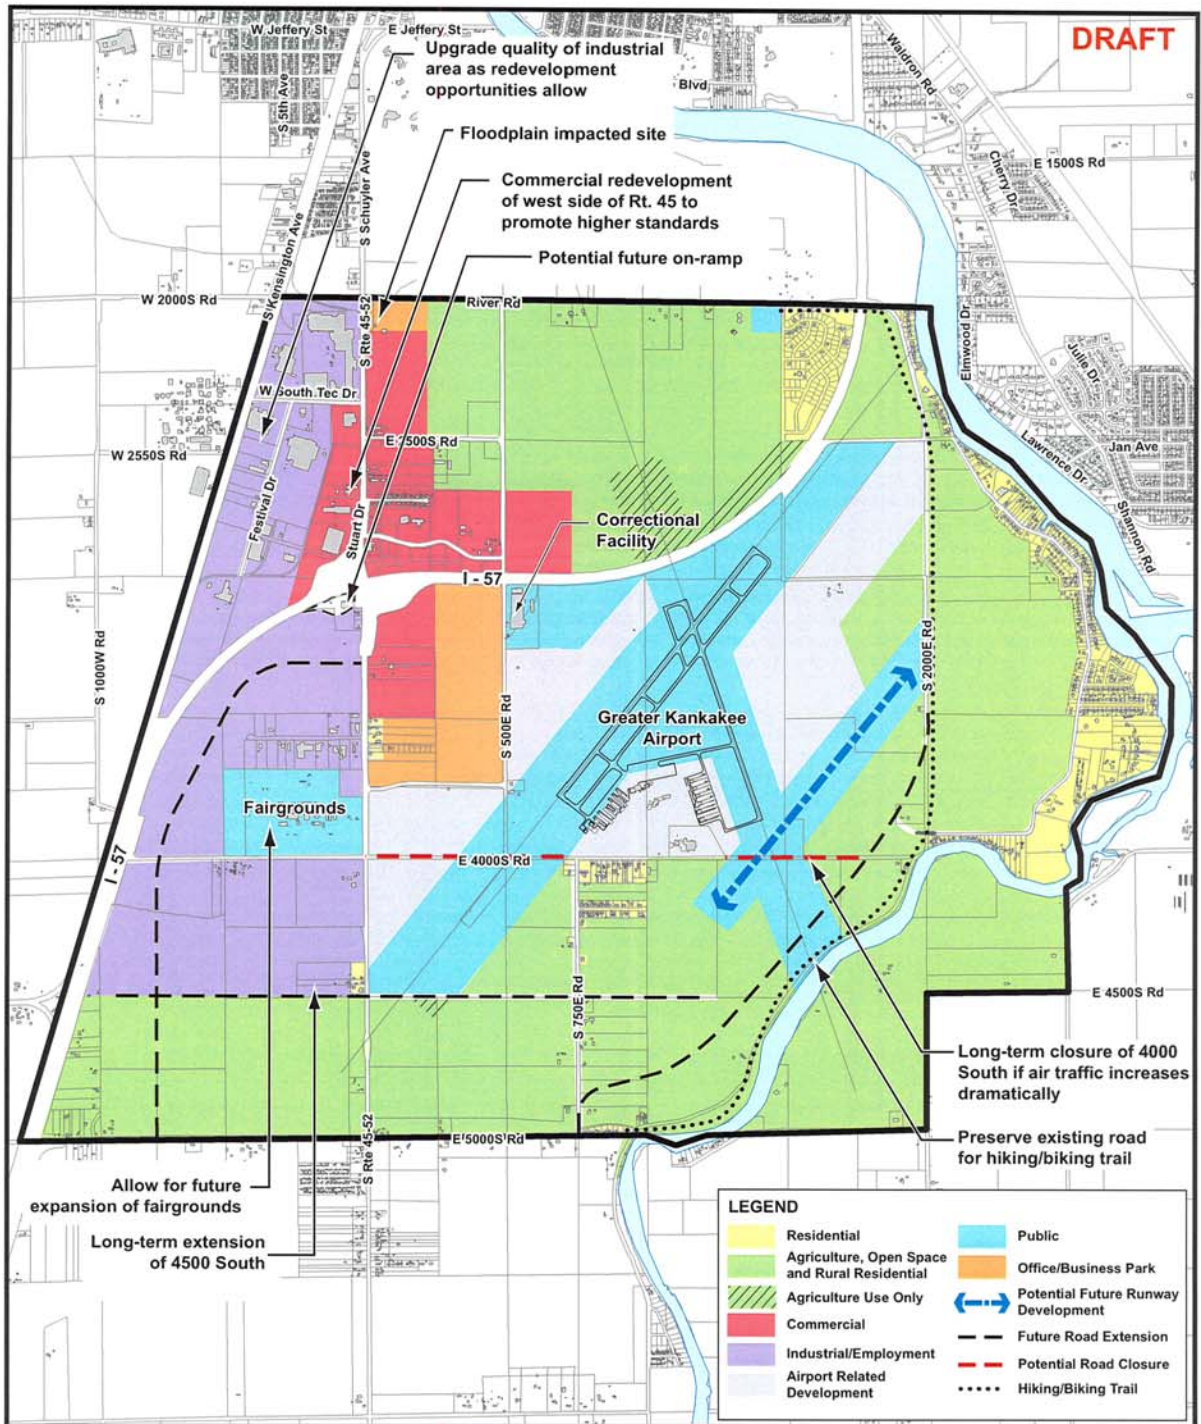 DRAFT
W Jeffery St
E Jeffery St
Upgrade quality of industrial
area as redevelopment
opportunities allow
Blvd
Waldron Rd
S 5th Ave
Floodplain impacted site
Cherry Dr
E 1500S Rd
S Schuyler Ave
Commercial redevelopment
of west side of Rt. 45 to
promote higher standards
S Kensington Ave
Potential future on-ramp
W 2000S Rd
River Rd
S Rte 45-52
Elmwood Dr
Julie Dr
W South Tec Dr
E 2500S Rd
W 2550S Rd
Lawrence Dr
Jan Ave
Festival Dr
Stuart Dr
Correctional
Facility
Shannon Rd
I - 57
S 1000W Rd
S 2000E Rd
S 500E Rd
Greater Kankakee
Airport
Fairgrounds
I - 57
E 4000S Rd
S 750E Rd
E 4500S Rd
Long-term closure of 4000
South if air traffic increases
dramatically
S Rte 45-52
E 5000S Rd
Preserve existing road
for hiking/biking trail
Allow for future
expansion of fairgrounds
Long-term extension
of 4500 South
LEGEND
Residential
Agriculture, Open Space
and Rural Residential
Agriculture Use Only
Commercial
Industrial/Employment
Airport Related
Development
Public
Office/Business Park
Potential Future Runway
Development
Future Road Extension
Potential Road Closure
Hiking/Biking Trail